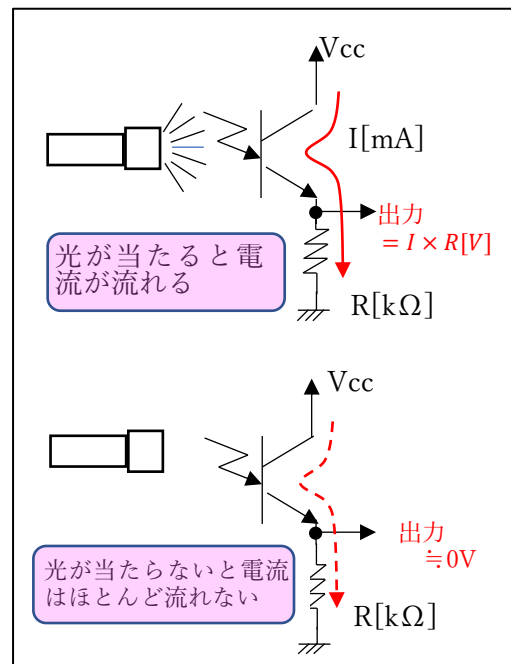 Vcc
I[mA]
出力
= I × R[V]
光が当たると電
流が流れる
R[kΩ]
Vcc
出力
≒0V
光が当たらないと電流
はほとんど流れない
R[kΩ]